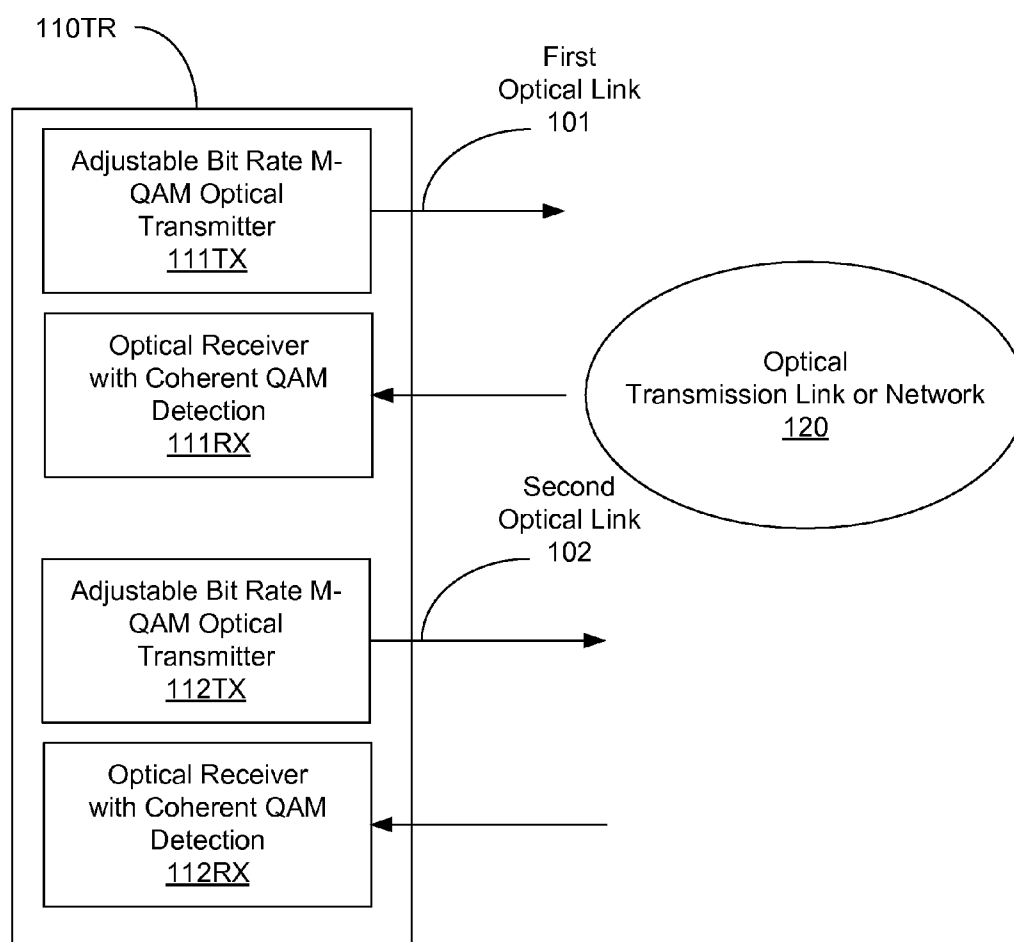 110TR
First
Optical Link
101
Adjustable Bit Rate M-
QAM Optical
Transmitter
111TX
Optical Receiver
with Coherent QAM
Detection
111RX
Optical
Transmission Link or Network
120
Second
Optical Link
102
Adjustable Bit Rate M-
QAM Optical
Transmitter
112TX
Optical Receiver
with Coherent QAM
Detection
112RX